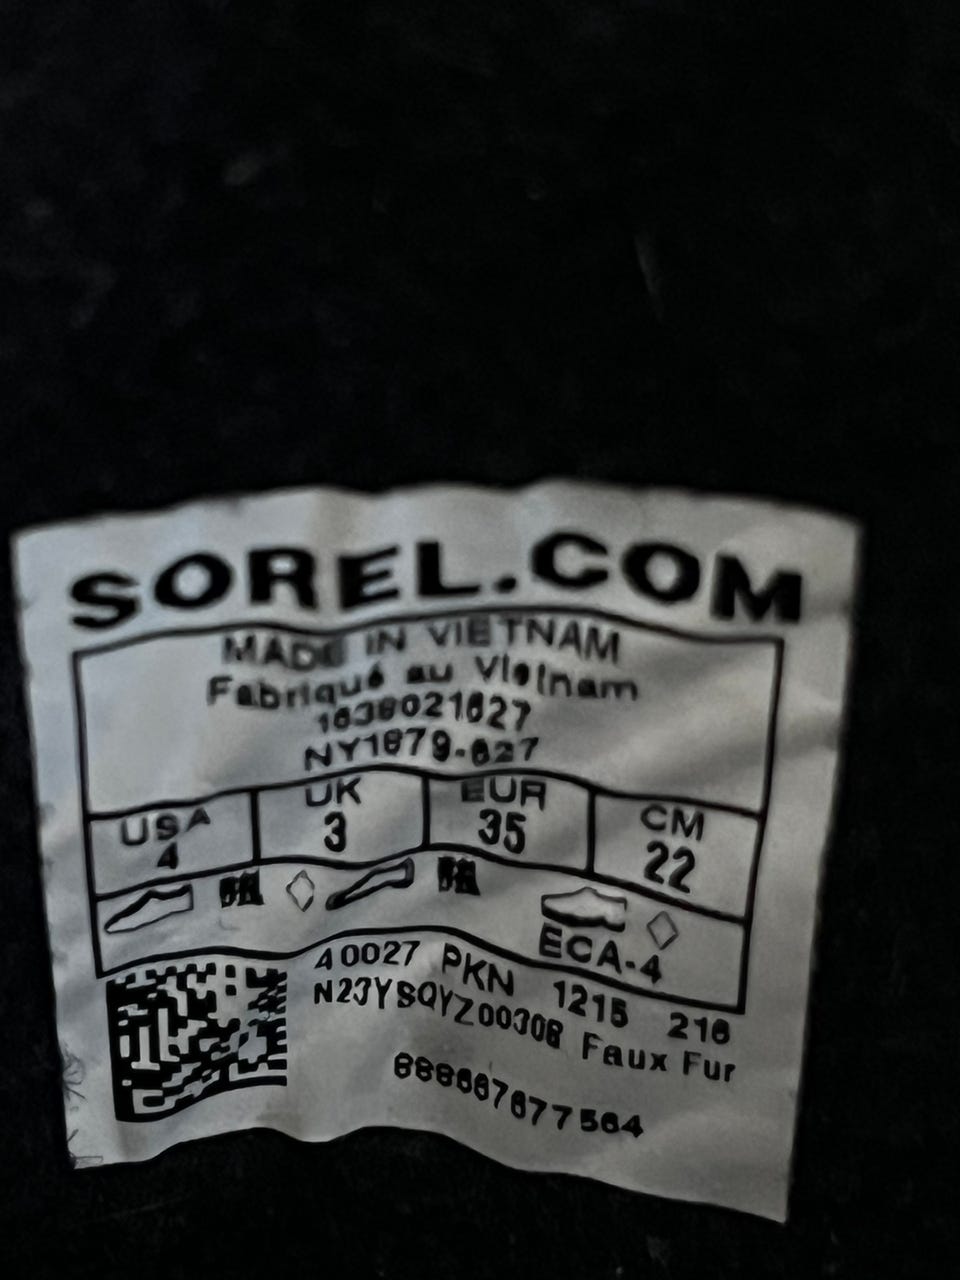 SOREL.COM
MADE IN VIETNAM
Fabriqué au Vietnam
1638021627
NY1879-627
USA UK EUR CM
4 3 35 22
ECA-4
40027 PKN 1215 216
N23YSQYZ00308 Faux Fur
888667677564